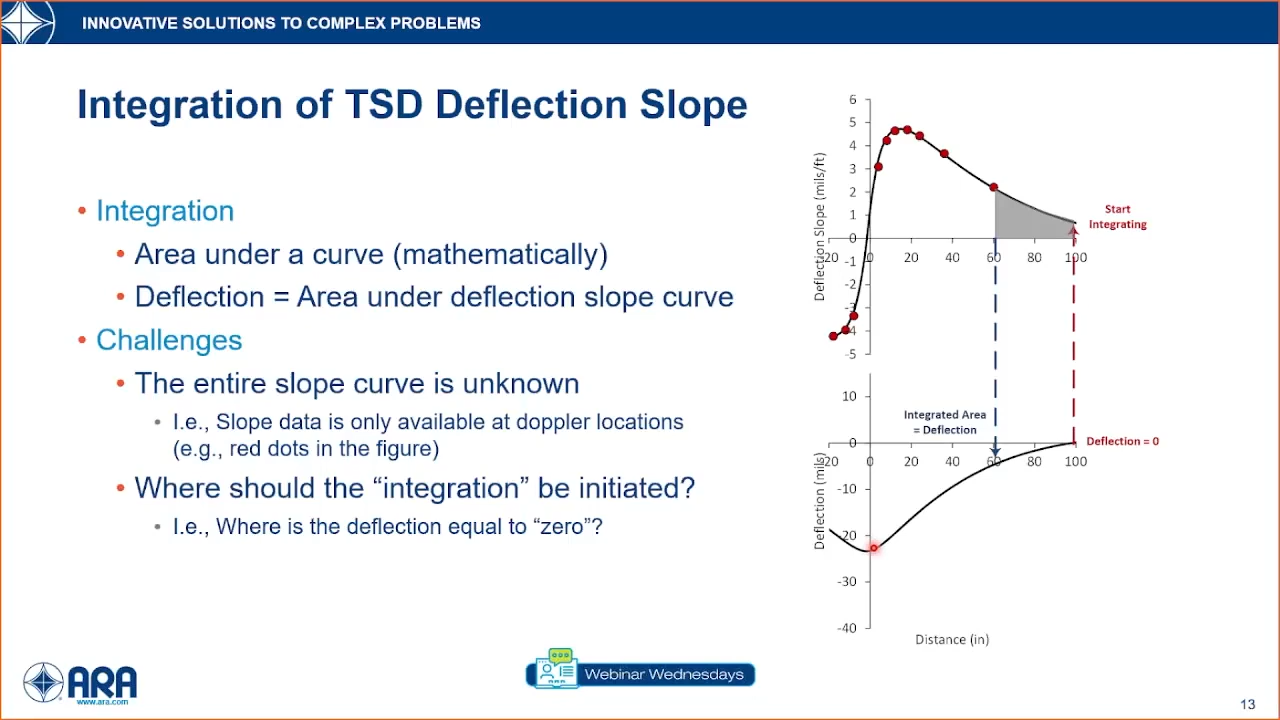 INNOVATIVE SOLUTIONS TO COMPLEX PROBLEMS
Integration of TSD Deflection Slope
• Integration
• Area under a curve (mathematically)
• Deflection = Area under deflection slope curve
• Challenges
• The entire slope curve is unknown
• I.e., Slope data is only available at doppler locations
(e.g., red dots in the figure)
• Where should the “integration” be initiated?
• I.e., Where is the deflection equal to “zero”?
Deflection Slope (mils/ft)
6
5
4
3
2
1
0
-1
-2
-3
-4
-5
-20 0 20 40 60 80 100
Start
Integrating
Integrated Area
= Deflection
Deflection = 0
Deflection (mils)
10
0
-10
-20
-30
-40
-20 0 20 40 60 80 100
Distance (in)
ARA
www.ara.com
Webinar Wednesdays
13